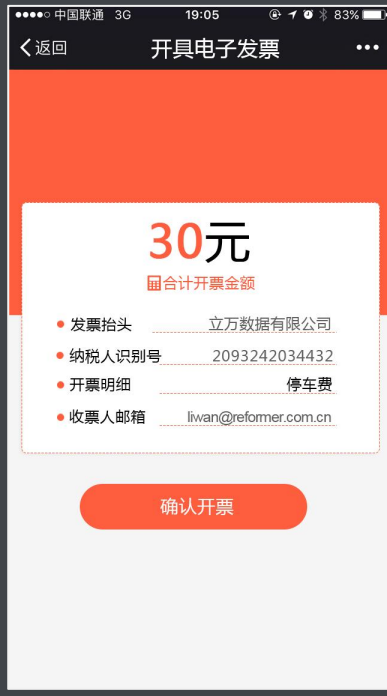 中国联通 3G 19:05 83%
返回 开具电子发票
30元
合计开票金额
发票抬头 立万数据有限公司
纳税人识别号 2093242034432
开票明细 停车费
收票人邮箱 liwan@reformer.com.cn
确认开票